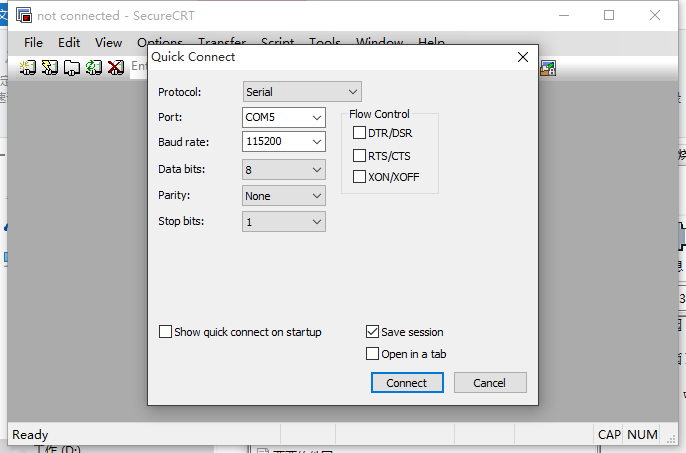 not connected - SecureCRT
File Edit View Options Transfer Script Tools Window Help
Quick Connect
Protocol: Serial
Port: COM5
Flow Control
DTR/DSR
Baud rate: 115200
RTS/CTS
Data bits: 8
XON/XOFF
Parity: None
Stop bits: 1
Show quick connect on startup
Save session
Open in a tab
Connect Cancel
Ready CAP NUM
工作 (D:)